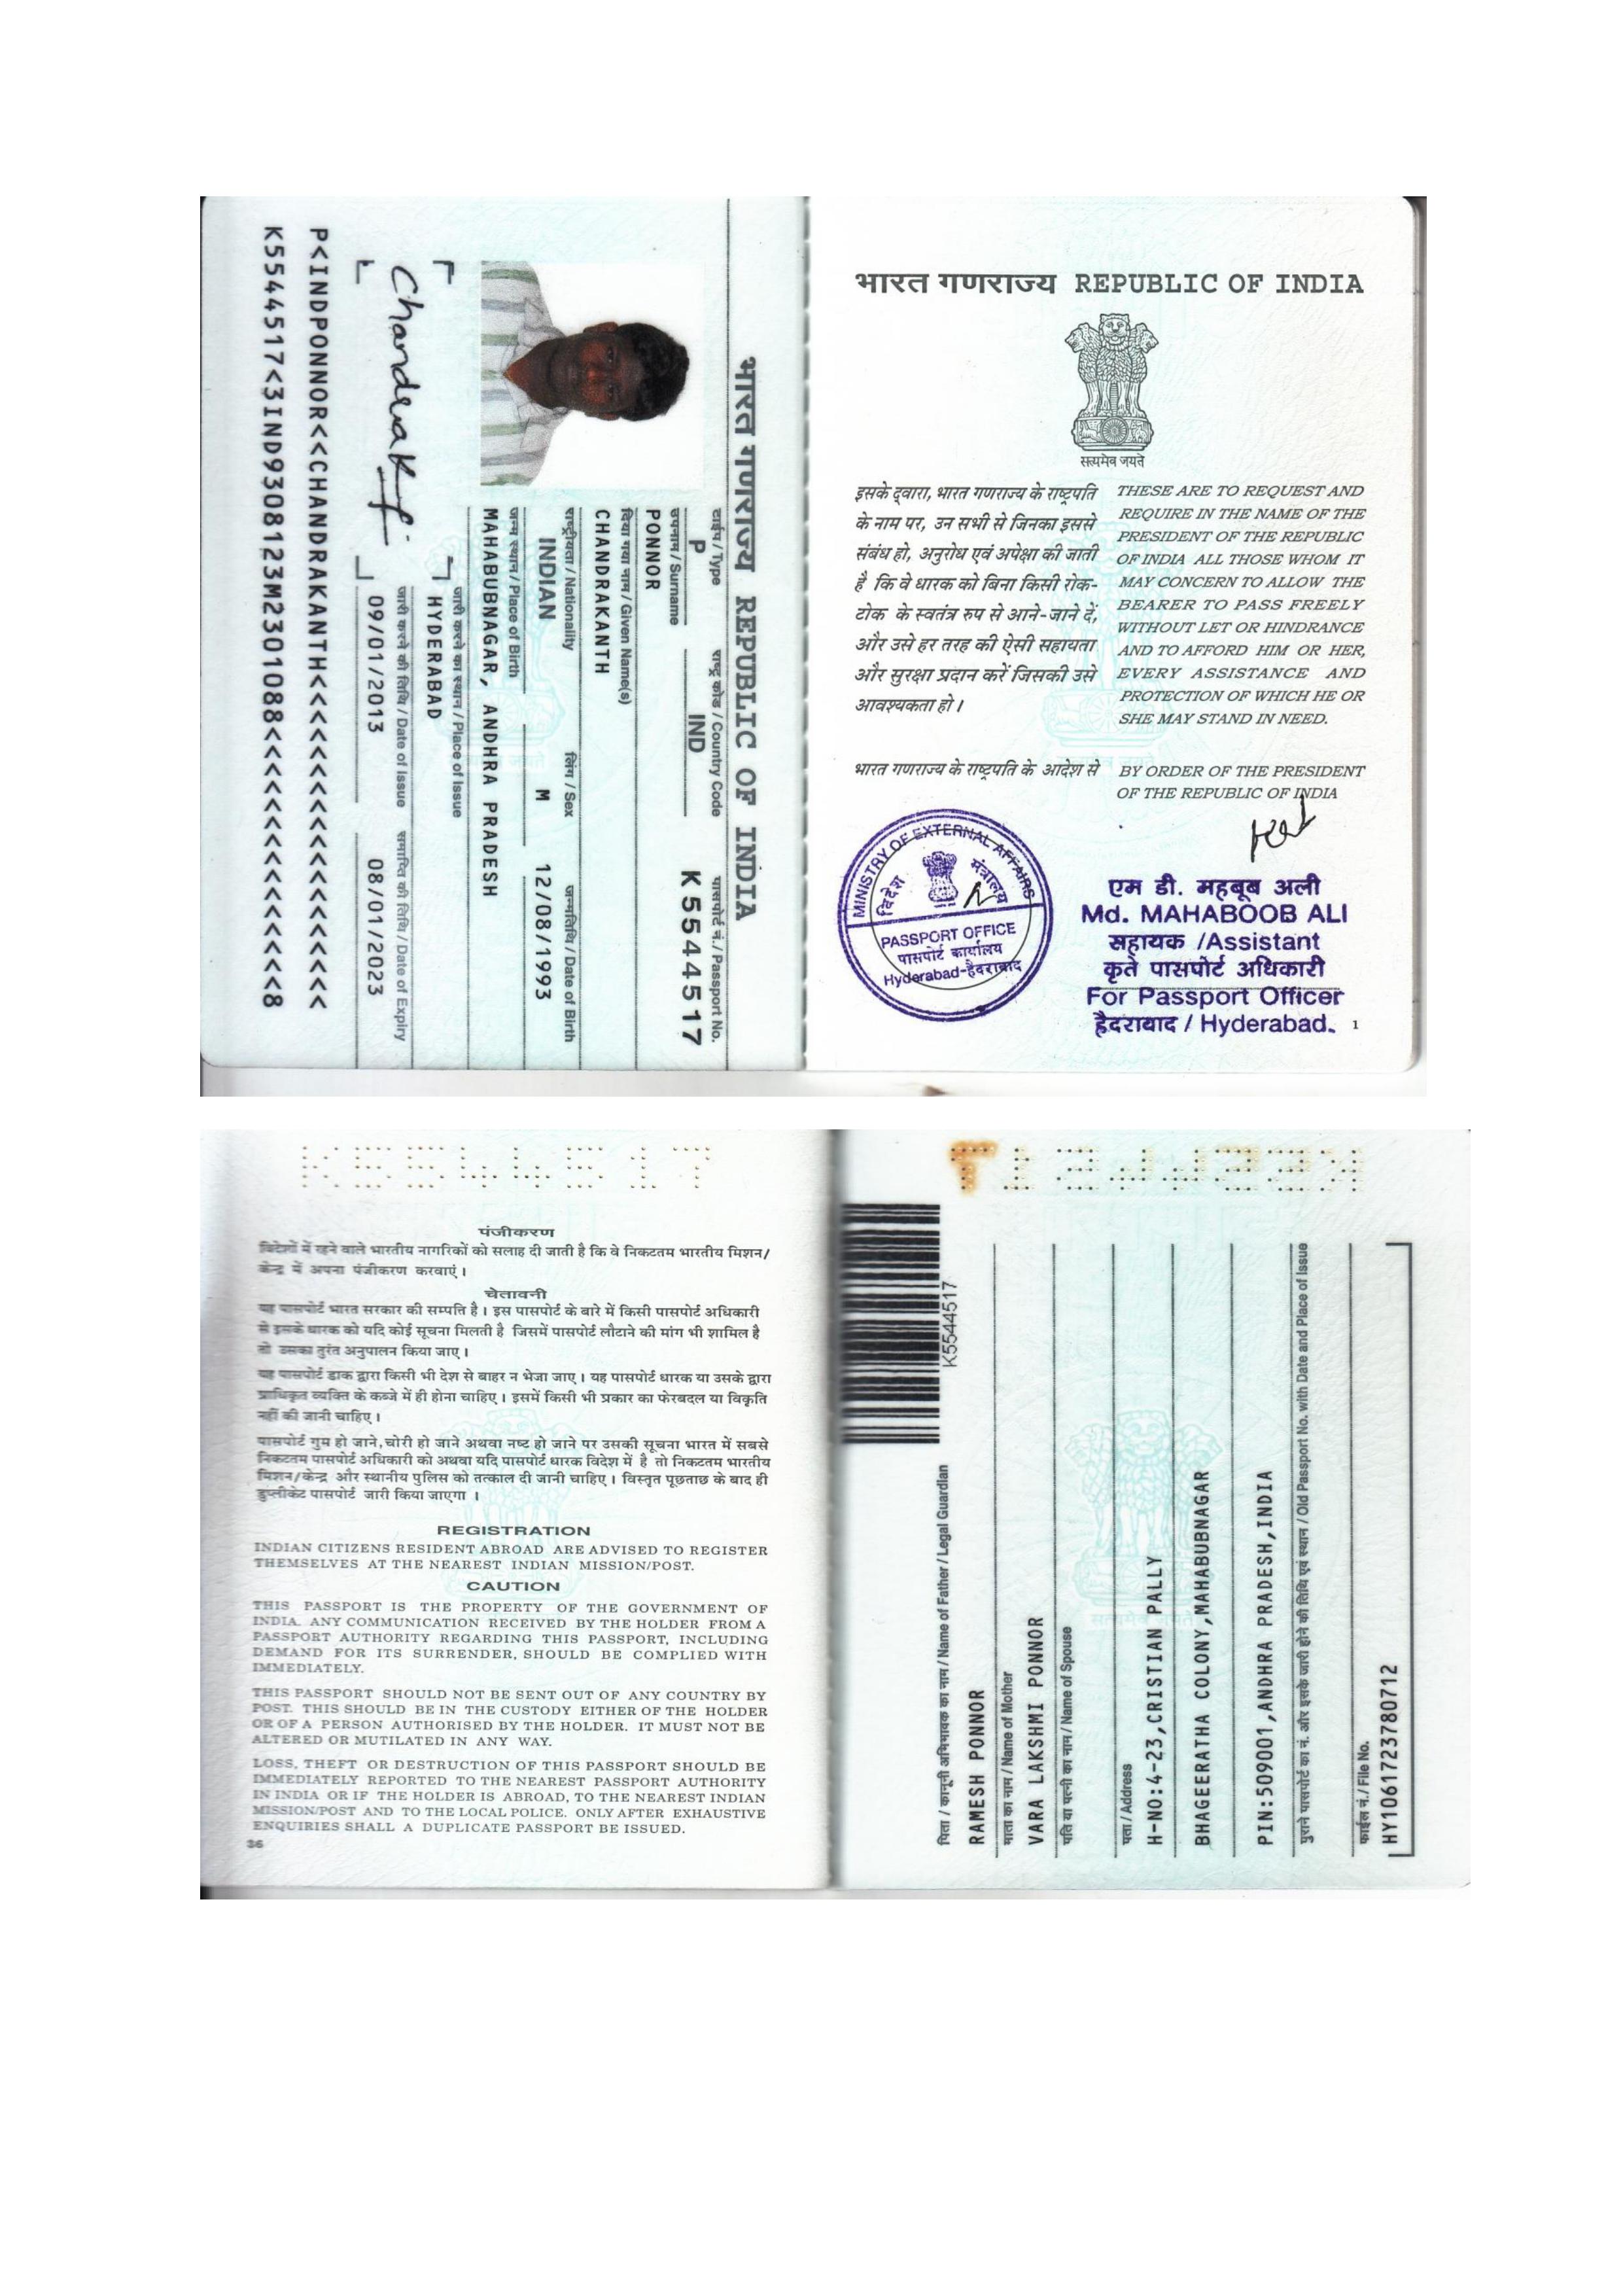 भारत गणराज्य REPUBLIC OF INDIA
टाईप / Type
राष्ट्र कोड / Country Code
पासपोर्ट नं. / Passport No.
P
IND
K5544517
उपनाम / Surname
PONNOR
दिया गया नाम / Given Name(s)
CHANDRAKANTH
राष्ट्रीयता / Nationality
लिंग / Sex
जन्मतिथि / Date of Birth
INDIAN
M
12/08/1993
जन्म स्थान / Place of Birth
MAHABUBNAGAR, ANDHRA PRADESH
जारी करने का स्थान / Place of Issue
HYDERABAD
जारी करने की तिथि / Date of Issue
समाप्ति की तिथि / Date of Expiry
09/01/2013
08/01/2023
P<INDPONNOR<<CHANDRAKANTH<<<<<<<<<<<<<<<<<<<
K5544517<3IND9308123M2301088<<<<<<<<<<<<<<<8
भारत गणराज्य REPUBLIC OF INDIA
सत्यमेव जयते
इसके द्वारा, भारत गणराज्य के राष्ट्रपति
के नाम पर, उन सभी से जिनका इससे
संबंध हो, अनुरोध एवं अपेक्षा की जाती
है कि वे धारक को बिना किसी रोक-
टोक के स्वतंत्र रुप से आने-जाने दें,
और उसे हर तरह की ऐसी सहायता
और सुरक्षा प्रदान करें जिसकी उसे
आवश्यकता हो।
THESE ARE TO REQUEST AND
REQUIRE IN THE NAME OF THE
PRESIDENT OF THE REPUBLIC
OF INDIA ALL THOSE WHOM IT
MAY CONCERN TO ALLOW THE
BEARER TO PASS FREELY
WITHOUT LET OR HINDRANCE
AND TO AFFORD HIM OR HER,
EVERY ASSISTANCE AND
PROTECTION OF WHICH HE OR
SHE MAY STAND IN NEED.
भारत गणराज्य के राष्ट्रपति के आदेश से
BY ORDER OF THE PRESIDENT
OF THE REPUBLIC OF INDIA
MINISTRY OF EXTERNAL AFFAIRS
विदेश मंत्रालय
PASSPORT OFFICE
पासपोर्ट कार्यालय
Hyderabad-हैदराबाद
एम डी. महबूब अली
Md. MAHABOOB ALI
सहायक /Assistant
कृते पासपोर्ट अधिकारी
For Passport Officer
हैदराबाद / Hyderabad.
1
K5544517
पंजीकरण
विदेशों में रहने वाले भारतीय नागरिकों को सलाह दी जाती है कि वे निकटतम भारतीय मिशन/
केन्द्र में अपना पंजीकरण करवाएं।
चेतावनी
यह पासपोर्ट भारत सरकार की सम्पत्ति है। इस पासपोर्ट के बारे में किसी पासपोर्ट अधिकारी
से इसके धारक को यदि कोई सूचना मिलती है जिसमें पासपोर्ट लौटाने की मांग भी शामिल है
तो उसका तुरंत अनुपालन किया जाए।
यह पासपोर्ट डाक द्वारा किसी भी देश से बाहर न भेजा जाए। यह पासपोर्ट धारक या उसके द्वारा
प्राधिकृत व्यक्ति के कब्जे में ही होना चाहिए। इसमें किसी भी प्रकार का फेरबदल या विकृति
नहीं की जानी चाहिए।
पासपोर्ट गुम हो जाने, चोरी हो जाने अथवा नष्ट हो जाने पर उसकी सूचना भारत में सबसे
निकटतम पासपोर्ट अधिकारी को अथवा यदि पासपोर्ट धारक विदेश में है तो निकटतम भारतीय
मिशन/केन्द्र और स्थानीय पुलिस को तत्काल दी जानी चाहिए। विस्तृत पूछताछ के बाद ही
डुप्लीकेट पासपोर्ट जारी किया जाएगा।
REGISTRATION
INDIAN CITIZENS RESIDENT ABROAD ARE ADVISED TO REGISTER
THEMSELVES AT THE NEAREST INDIAN MISSION/POST.
CAUTION
THIS PASSPORT IS THE PROPERTY OF THE GOVERNMENT OF
INDIA. ANY COMMUNICATION RECEIVED BY THE HOLDER FROM A
PASSPORT AUTHORITY REGARDING THIS PASSPORT, INCLUDING
DEMAND FOR ITS SURRENDER, SHOULD BE COMPLIED WITH
IMMEDIATELY.
THIS PASSPORT SHOULD NOT BE SENT OUT OF ANY COUNTRY BY
POST. THIS SHOULD BE IN THE CUSTODY EITHER OF THE HOLDER
OR OF A PERSON AUTHORISED BY THE HOLDER. IT MUST NOT BE
ALTERED OR MUTILATED IN ANY WAY.
LOSS, THEFT OR DESTRUCTION OF THIS PASSPORT SHOULD BE
IMMEDIATELY REPORTED TO THE NEAREST PASSPORT AUTHORITY
IN INDIA OR IF THE HOLDER IS ABROAD, TO THE NEAREST INDIAN
MISSION/POST AND TO THE LOCAL POLICE. ONLY AFTER EXHAUSTIVE
ENQUIRIES SHALL A DUPLICATE PASSPORT BE ISSUED.
36
K5544517
K5544517
पिता / कानूनी अभिभावक का नाम / Name of Father / Legal Guardian
RAMESH PONNOR
माता का नाम / Name of Mother
VARA LAKSHMI PONNOR
पति या पत्नी का नाम / Name of Spouse
पता / Address
H-NO:4-23,CRISTIAN PALLY
BHAGEERATHA COLONY,MAHABUBNAGAR
PIN:509001,ANDHRA PRADESH,INDIA
पुराने पासपोर्ट का नं. और इसके जारी होने की तिथि एवं स्थान / Old Passport No. with Date and Place of Issue
फाईल नं. / File No.
HY1061723780712